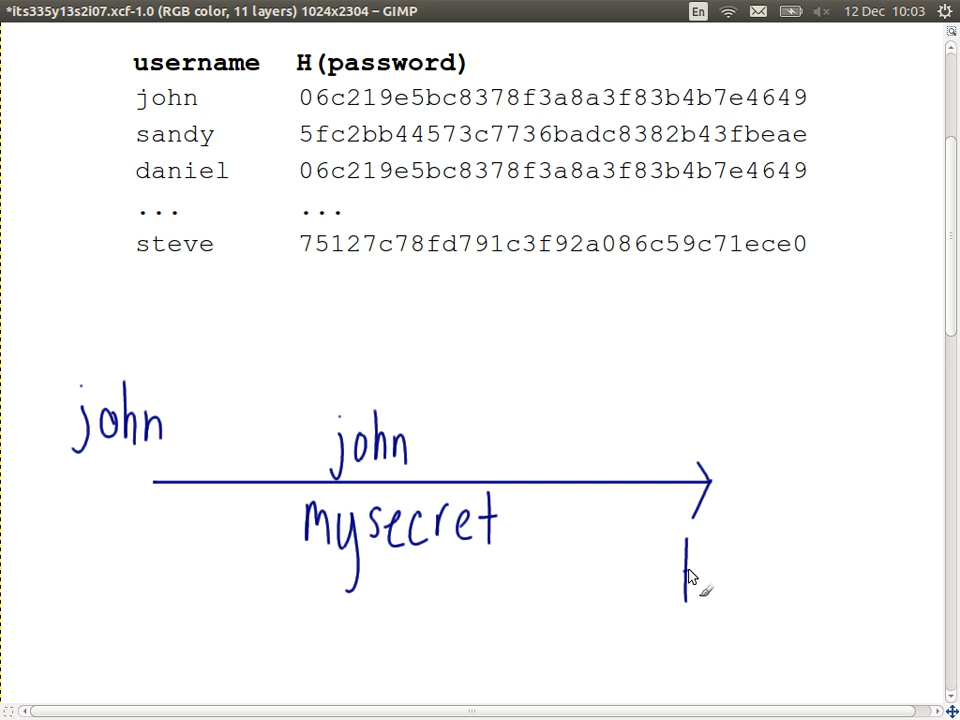 *its335y13s2i07.xcf-1.0 (RGB color, 11 layers) 1024x2304 – GIMP En 12 Dec 10:03
username H(password)
john 06c219e5bc8378f3a8a3f83b4b7e4649
sandy 5fc2bb44573c7736badc8382b43fbeae
daniel 06c219e5bc8378f3a8a3f83b4b7e4649
... ...
steve 75127c78fd791c3f92a086c59c71ece0
john
john
mysecret